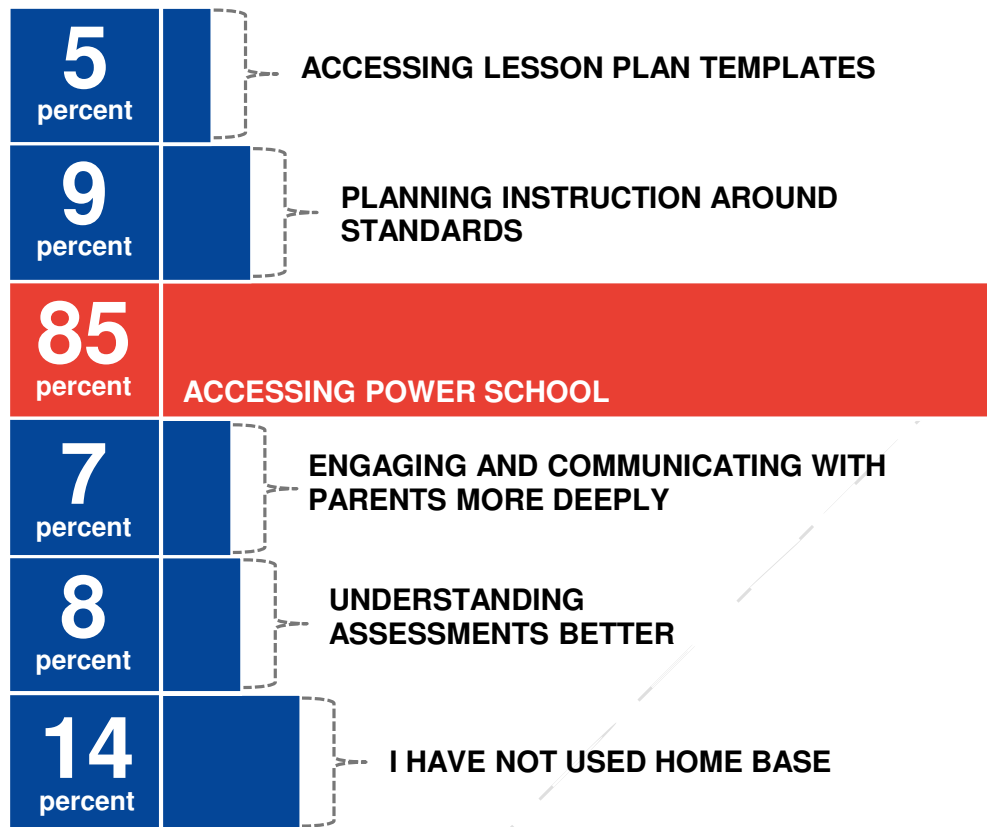 5
percent
ACCESSING LESSON PLAN TEMPLATES
9
percent
PLANNING INSTRUCTION AROUND
STANDARDS
85
percent
ACCESSING POWER SCHOOL
7
percent
ENGAGING AND COMMUNICATING WITH
PARENTS MORE DEEPLY
8
percent
UNDERSTANDING
ASSESSMENTS BETTER
14
percent
I HAVE NOT USED HOME BASE